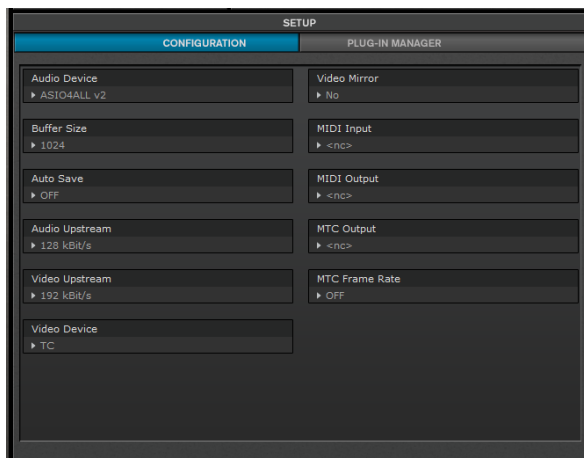 SETUP
CONFIGURATION
PLUG-IN MANAGER
Audio Device
ASIO4ALL v2
Buffer Size
1024
Auto Save
OFF
Audio Upstream
128 kBit/s
Video Upstream
192 kBit/s
Video Device
TC
Video Mirror
No
MIDI Input
<nc>
MIDI Output
<nc>
MTC Output
<nc>
MTC Frame Rate
OFF